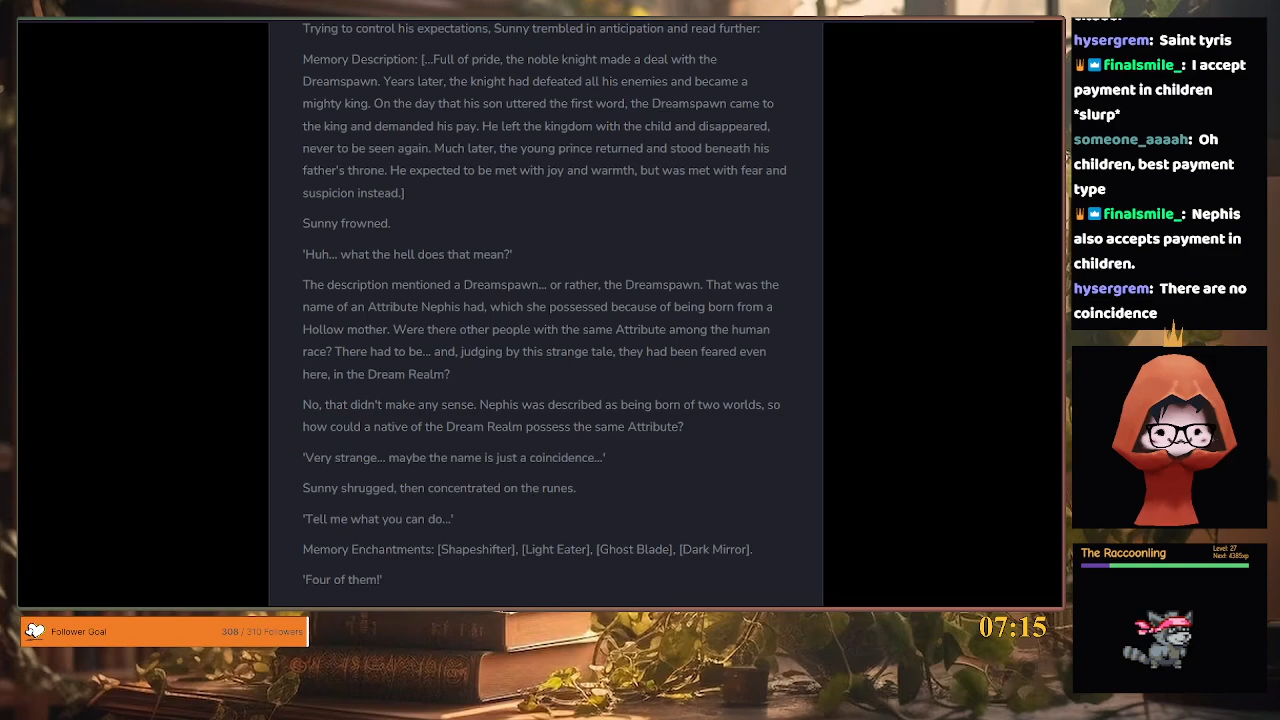 Trying to control his expectations, Sunny trembled in anticipation and read further:
Memory Description: [...Full of pride, the noble knight made a deal with the
Dreamspawn. Years later, the knight had defeated all his enemies and became a
mighty king. On the day that his son uttered the first word, the Dreamspawn came to
the king and demanded his pay. He left the kingdom with the child and disappeared,
never to be seen again. Much later, the young prince returned and stood beneath his
father's throne. He expected to be met with joy and warmth, but was met with fear and
suspicion instead.]
Sunny frowned.
'Huh... what the hell does that mean?'
The description mentioned a Dreamspawn... or rather, the Dreamspawn. That was the
name of an Attribute Nephis had, which she possessed because of being born from a
Hollow mother. Were there other people with the same Attribute among the human
race? There had to be... and, judging by this strange tale, they had been feared even
here, in the Dream Realm?
No, that didn't make any sense. Nephis was described as being born of two worlds, so
how could a native of the Dream Realm possess the same Attribute?
'Very strange... maybe the name is just a coincidence...'
Sunny shrugged, then concentrated on the runes.
'Tell me what you can do...'
Memory Enchantments: [Shapeshifter], [Light Eater], [Ghost Blade], [Dark Mirror].
'Four of them!'
hysergrem: Saint tyris
finalsmile_: I accept
payment in children
*slurp*
someone_aaaah: Oh
children, best payment
type
finalsmile_: Nephis
also accepts payment in
children.
hysergrem: There are no
coincidence
The Raccoonling
Level: 27
Next: 4385xp
Follower Goal
308 / 310 Followers
07:15